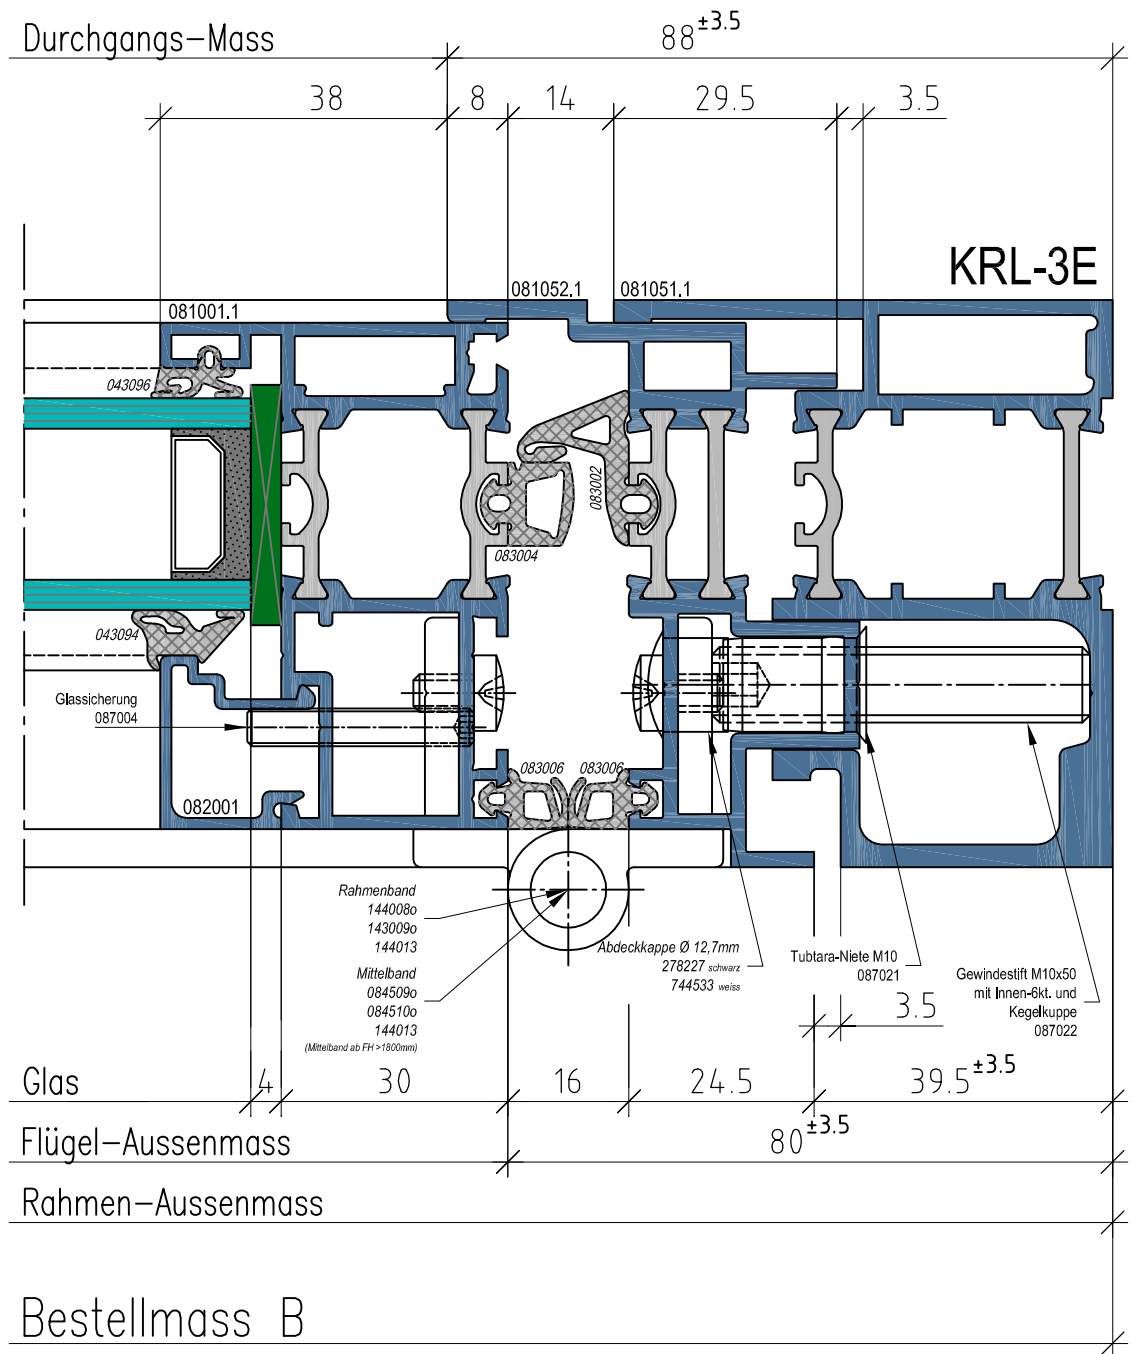 Durchgangs-Mass
88±3.5
38
8
14
29.5
3.5
KRL-3E
081001.1
081052.1
081051.1
043096
083002
083004
043094
Glassicherung
087004
082001
083006
083006
Rahmenband
144008o
143009o
144013
Mittelband
084509o
084510o
144013
(Mittelband ab FH >1800mm)
Abdeckkappe Ø 12,7mm
278227 schwarz
744533 weiss
Tubtara-Niete M10
087021
Gewindestift M10x50
mit Innen-6kt. und
Kegelkuppe
087022
3.5
Glas
4
30
16
24.5
39.5±3.5
Flügel-Aussenmass
80±3.5
Rahmen-Aussenmass
Bestellmass B